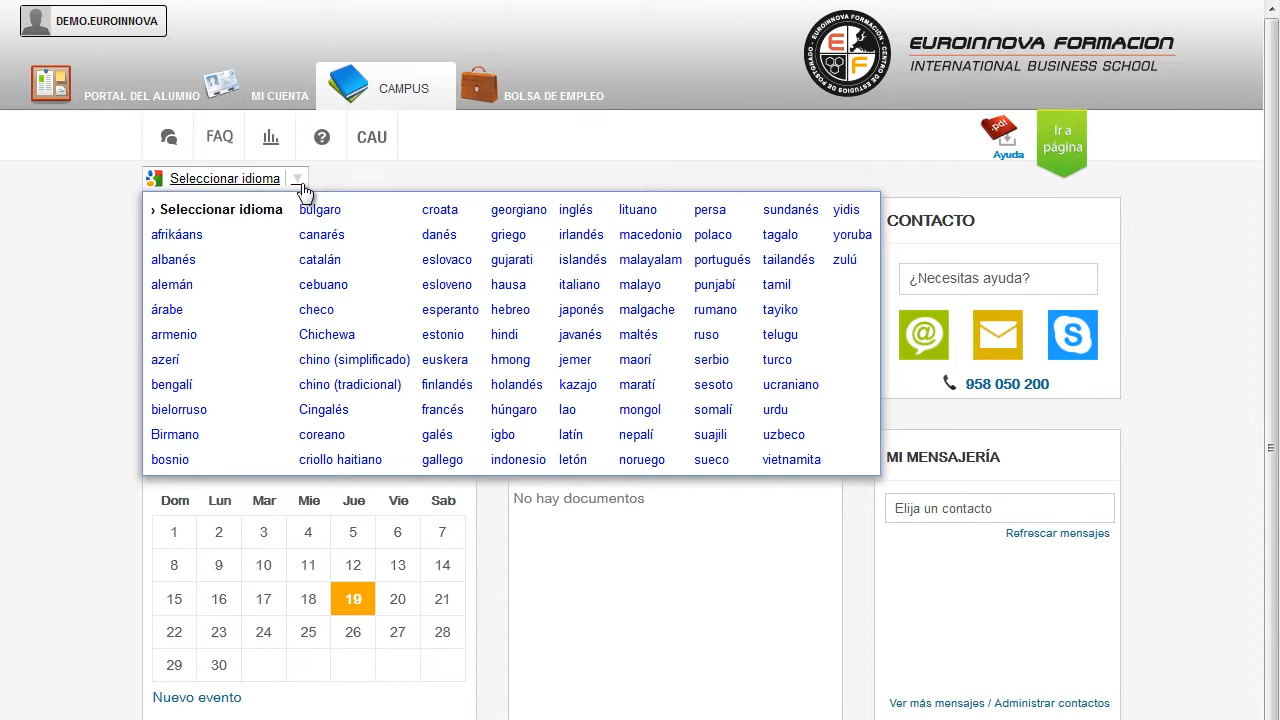 DEMO.EUROINNOVA
EUROINNOVA FORMACIÓN
CENTRO DE ESTUDIOS DE POSTGRADO
E F
EUROINNOVA FORMACION
INTERNATIONAL BUSINESS SCHOOL
PORTAL DEL ALUMNO MI CUENTA CAMPUS BOLSA DE EMPLEO
FAQ ? CAU
.pdf
Ayuda
Ir a
página
Seleccionar idioma
› Seleccionar idioma búlgaro croata georgiano inglés lituano persa sundanés yidis
afrikáans canarés danés griego irlandés macedonio polaco tagalo yoruba
albanés catalán eslovaco gujarati islandés malayalam portugués tailandés zulú
alemán cebuano esloveno hausa italiano malayo punjabí tamil
árabe checo esperanto hebreo japonés malgache rumano tayiko
armenio Chichewa estonio hindi javanés maltés ruso telugu
azerí chino (simplificado) euskera hmong jemer maorí serbio turco
bengalí chino (tradicional) finlandés holandés kazajo maratí sesoto ucraniano
bielorruso Cingalés francés húngaro lao mongol somalí urdu
Birmano coreano galés igbo latín nepalí suajili uzbeco
bosnio criollo haitiano gallego indonesio letón noruego sueco vietnamita
CONTACTO
¿Necesitas ayuda?
@ S
958 050 200
MI MENSAJERÍA
Elija un contacto
Refrescar mensajes
Ver más mensajes / Administrar contactos
No hay documentos
Dom Lun Mar Mie Jue Vie Sab
1 2 3 4 5 6 7
8 9 10 11 12 13 14
15 16 17 18 19 20 21
22 23 24 25 26 27 28
29 30
Nuevo evento